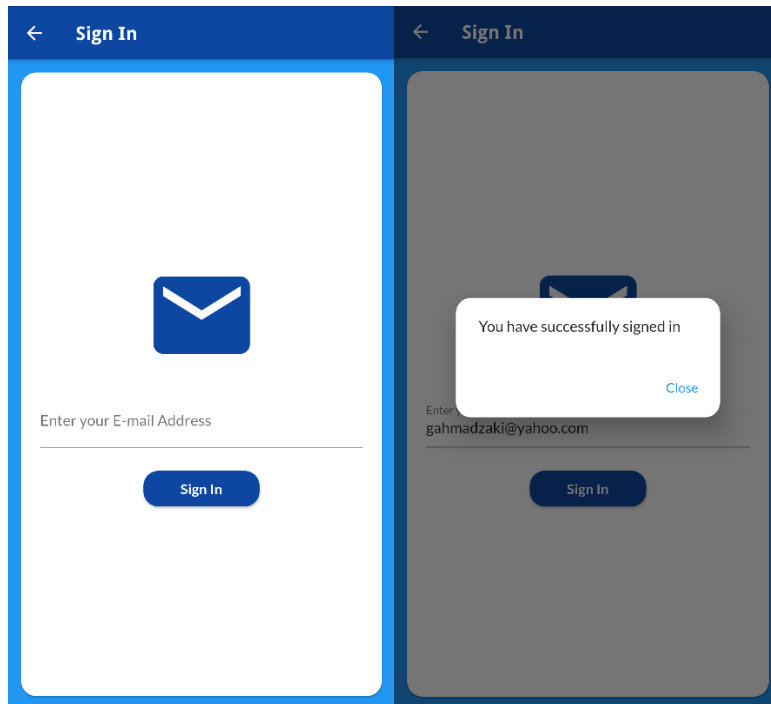 Sign In
Enter your E-mail Address
Sign In
Sign In
You have successfully signed in
Close
Enter
gahmadzaki@yahoo.com
Sign In